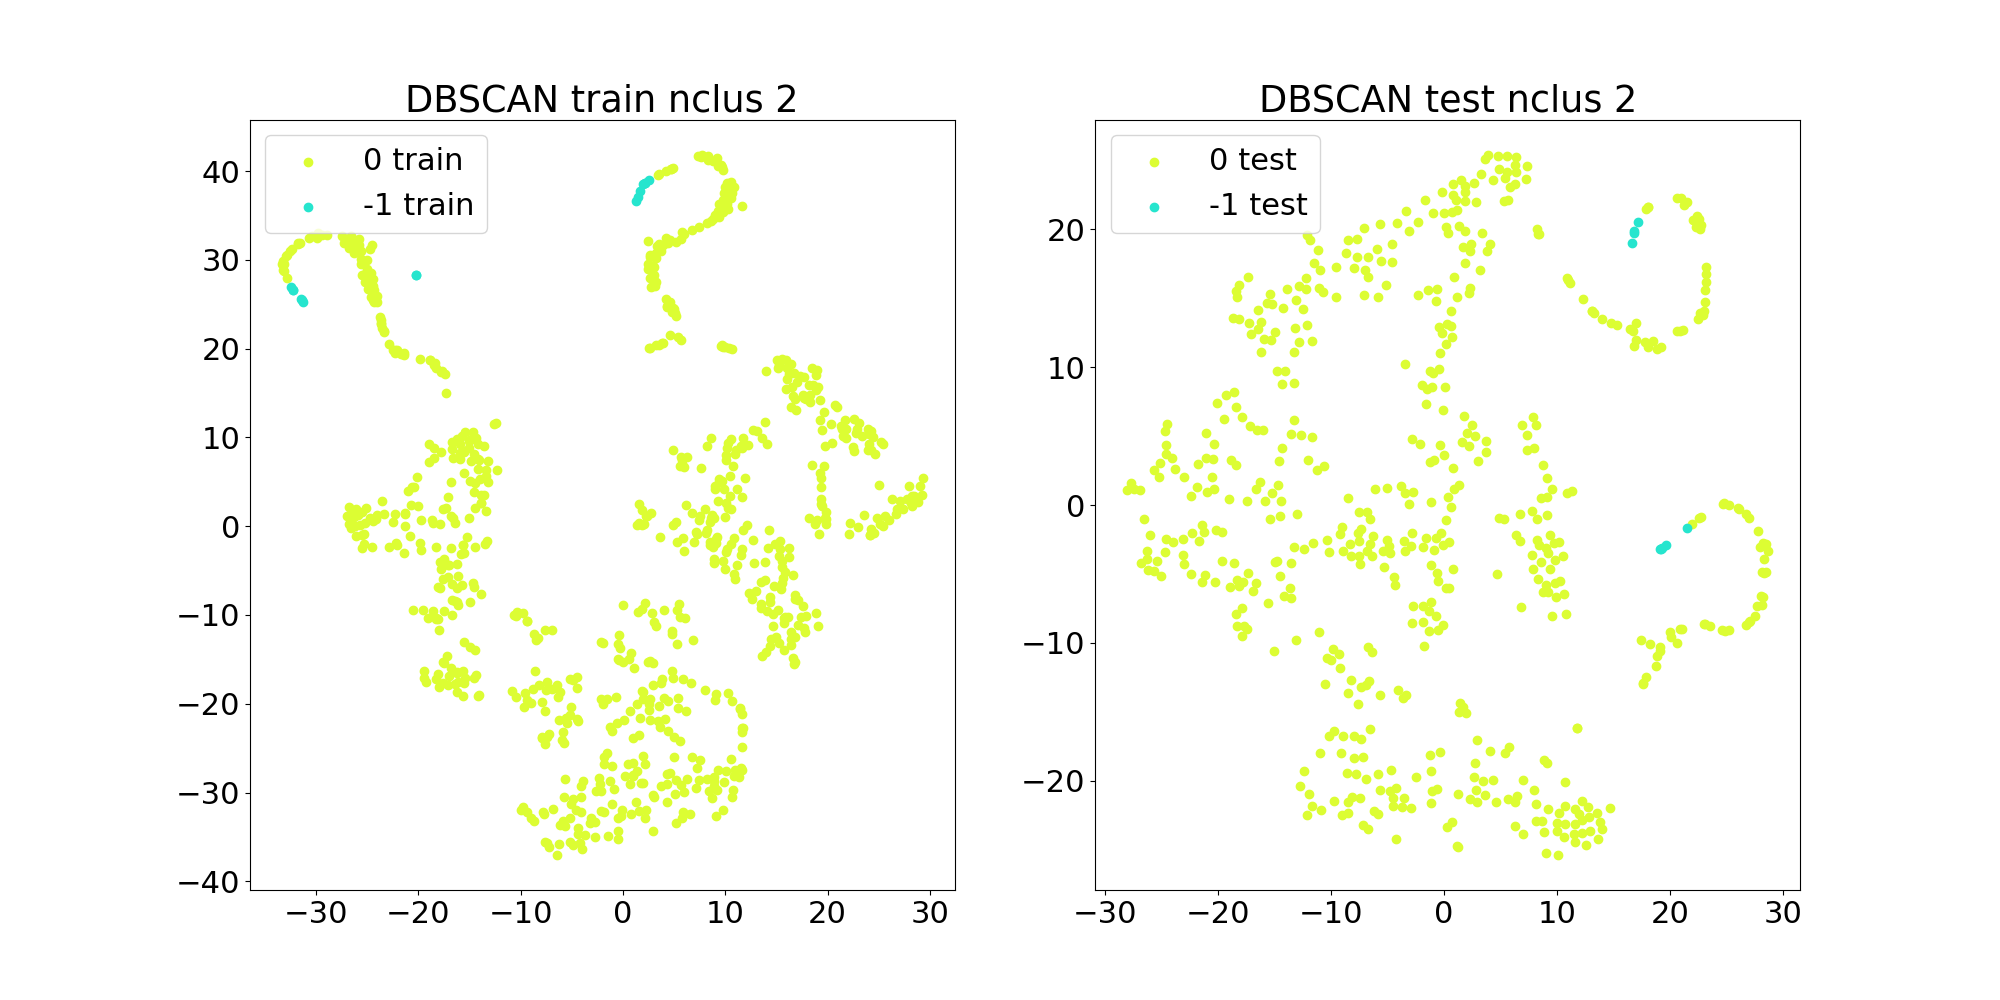 DBSCAN train nclus 2
0 train
-1 train
40
30
20
10
0
−10
−20
−30
−40
−30 −20 −10 0 10 20 30
DBSCAN test nclus 2
0 test
-1 test
20
10
0
−10
−20
−30 −20 −10 0 10 20 30